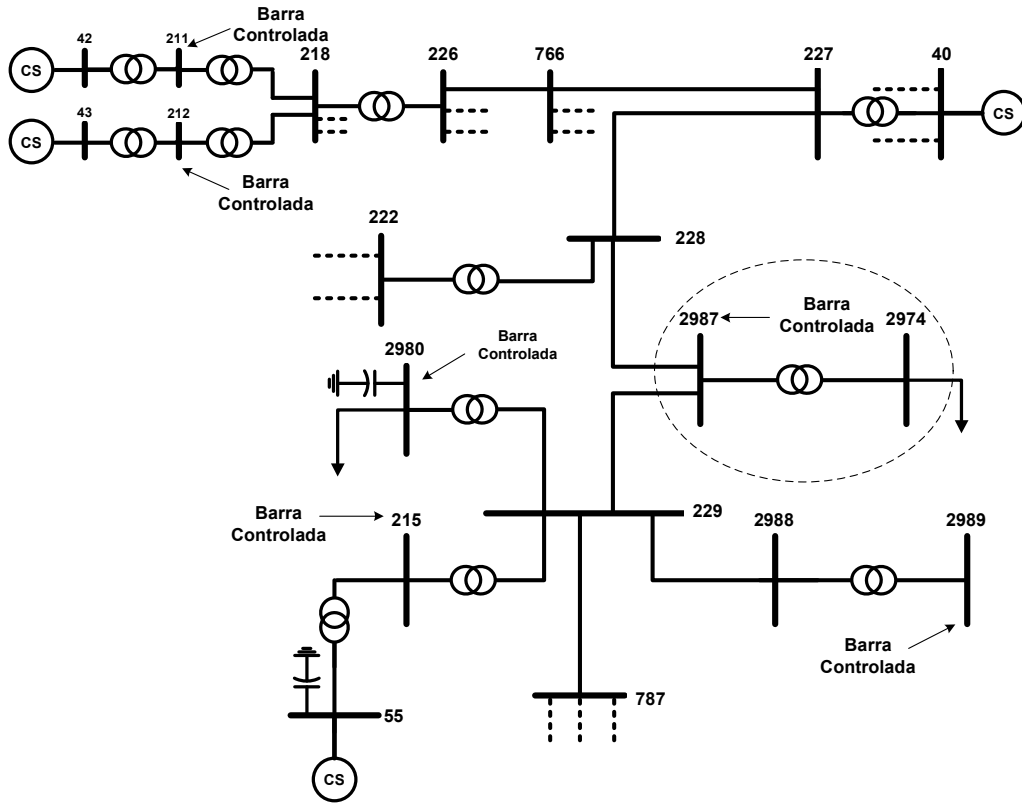 Barra
Controlada
42
211
218
226
766
227
40
CS
CS
43
212
CS
Barra
Controlada
222
228
2987
Barra
Controlada
2974
2980
Barra
Controlada
Barra
Controlada
215
229
2988
2989
Barra
Controlada
787
55
CS